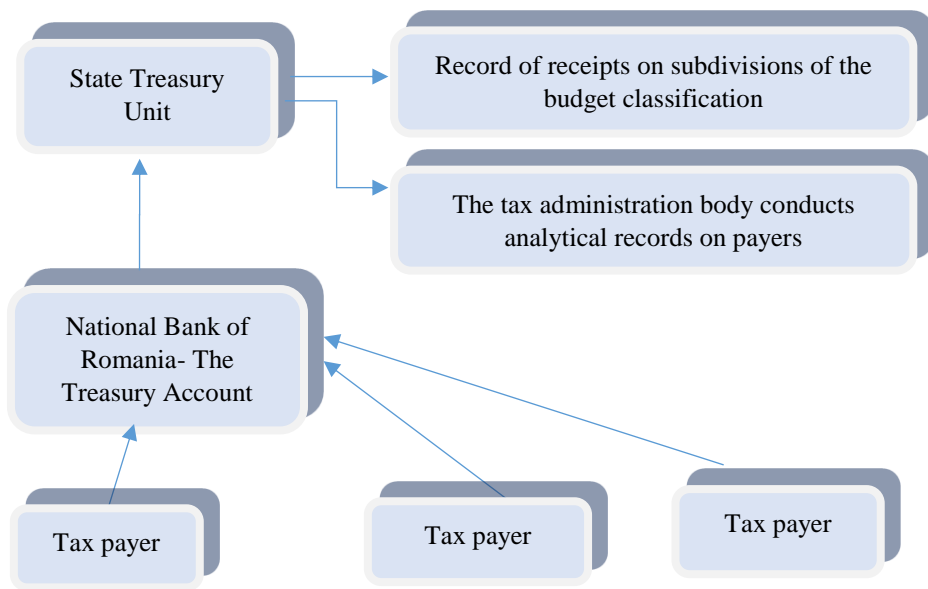 State Treasury
Unit
Record of receipts on subdivisions of the
budget classification
The tax administration body conducts
analytical records on payers
National Bank of
Romania- The
Treasury Account
Tax payer
Tax payer
Tax payer